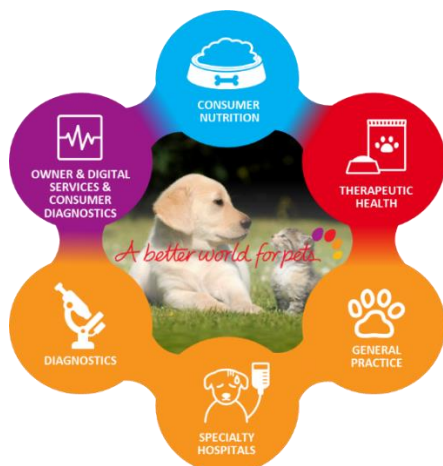 CONSUMER
NUTRITION
OWNER & DIGITAL
SERVICES &
CONSUMER
DIAGNOSTICS
THERAPEUTIC
HEALTH
A better world for pets
DIAGNOSTICS
GENERAL
PRACTICE
SPECIALTY
HOSPITALS